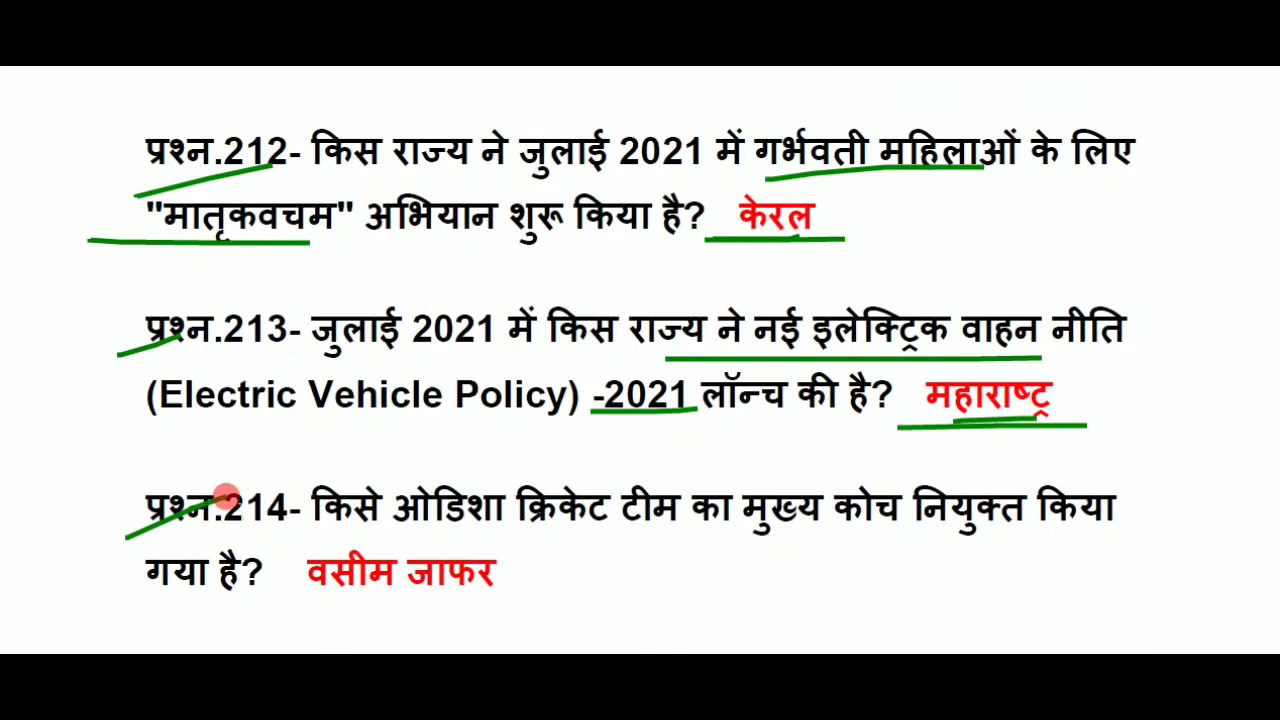 प्रश्न.212- किस राज्य ने जुलाई 2021 में गर्भवती महिलाओं के लिए
"मातृकवचम" अभियान शुरू किया है? केरल
प्रश्न.213- जुलाई 2021 में किस राज्य ने नई इलेक्ट्रिक वाहन नीति
(Electric Vehicle Policy) -2021 लॉन्च की है? महाराष्ट्र
प्रश्न.214- किसे ओडिशा क्रिकेट टीम का मुख्य कोच नियुक्त किया
गया है? वसीम जाफर